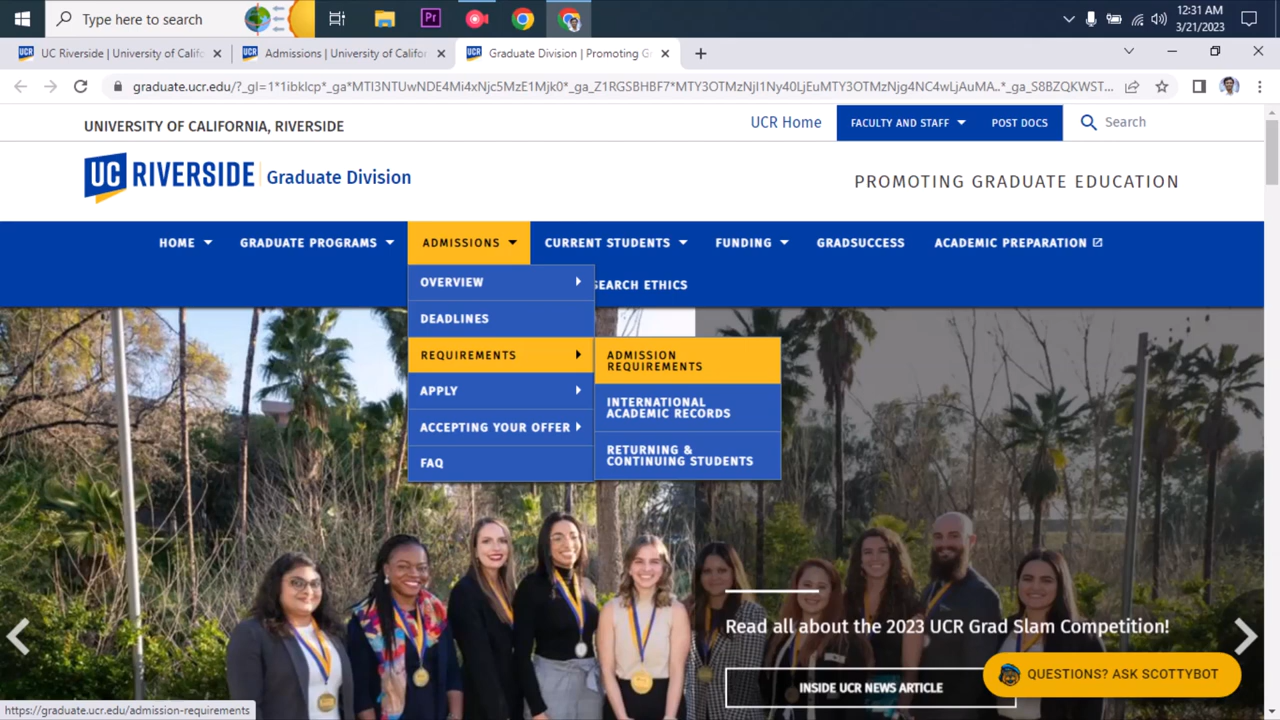 Type here to search
Pr
12:31 AM
3/21/2023
UCR UC Riverside | University of Califo
UCR Admissions | University of Califor
UCR Graduate Division | Promoting G
graduate.ucr.edu/?_gl=1*1ibklcp*_ga*MTI3NTUwNDE4Mi4xNjc5MzE1Mjk0*_ga_Z1RGSBHBF7*MTY3OTMzNjI1Ny40LjEuMTY3OTMzNjg4NC4wLjAuMA..*_ga_S8BZQKWST...
UNIVERSITY OF CALIFORNIA, RIVERSIDE
UCR Home
FACULTY AND STAFF
POST DOCS
Search
UC RIVERSIDE Graduate Division
PROMOTING GRADUATE EDUCATION
HOME
GRADUATE PROGRAMS
ADMISSIONS
CURRENT STUDENTS
FUNDING
GRADSUCCESS
ACADEMIC PREPARATION
SEARCH ETHICS
OVERVIEW
DEADLINES
REQUIREMENTS
APPLY
ACCEPTING YOUR OFFER
FAQ
ADMISSION
REQUIREMENTS
INTERNATIONAL
ACADEMIC RECORDS
RETURNING &
CONTINUING STUDENTS
Read all about the 2023 UCR Grad Slam Competition!
INSIDE UCR NEWS ARTICLE
QUESTIONS? ASK SCOTTYBOT
https://graduate.ucr.edu/admission-requirements